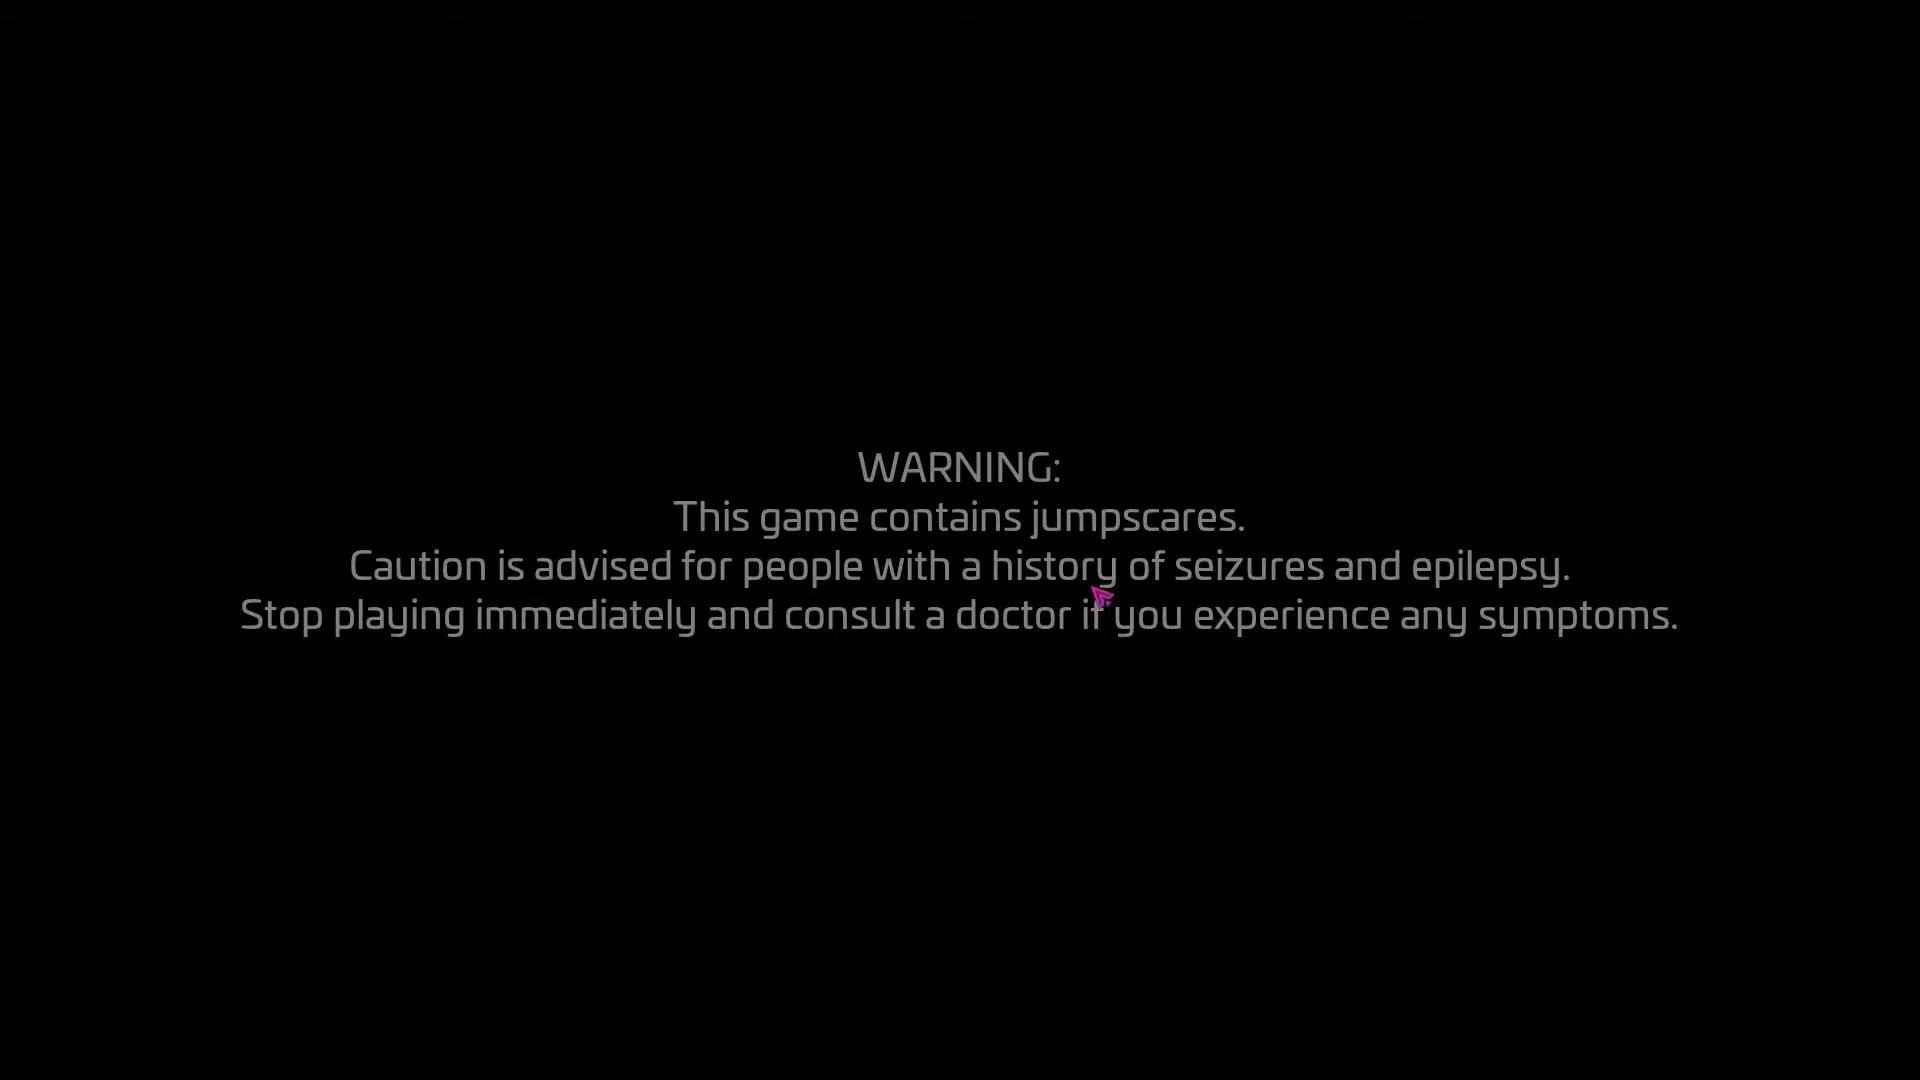 WARNING:
This game contains jumpscares.
Caution is advised for people with a history of seizures and epilepsy.
Stop playing immediately and consult a doctor if you experience any symptoms.